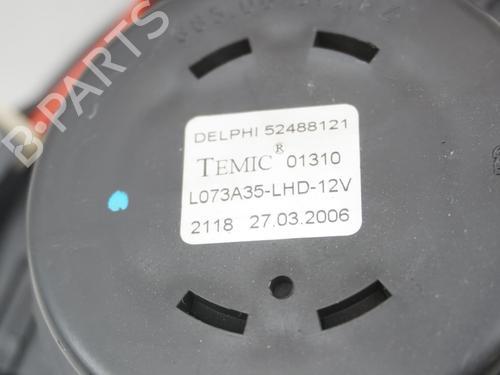 B-PARTS
DELPHI 52488121
TEMIC® 01310
L073A35-LHD-12V
2118 27.03.2006